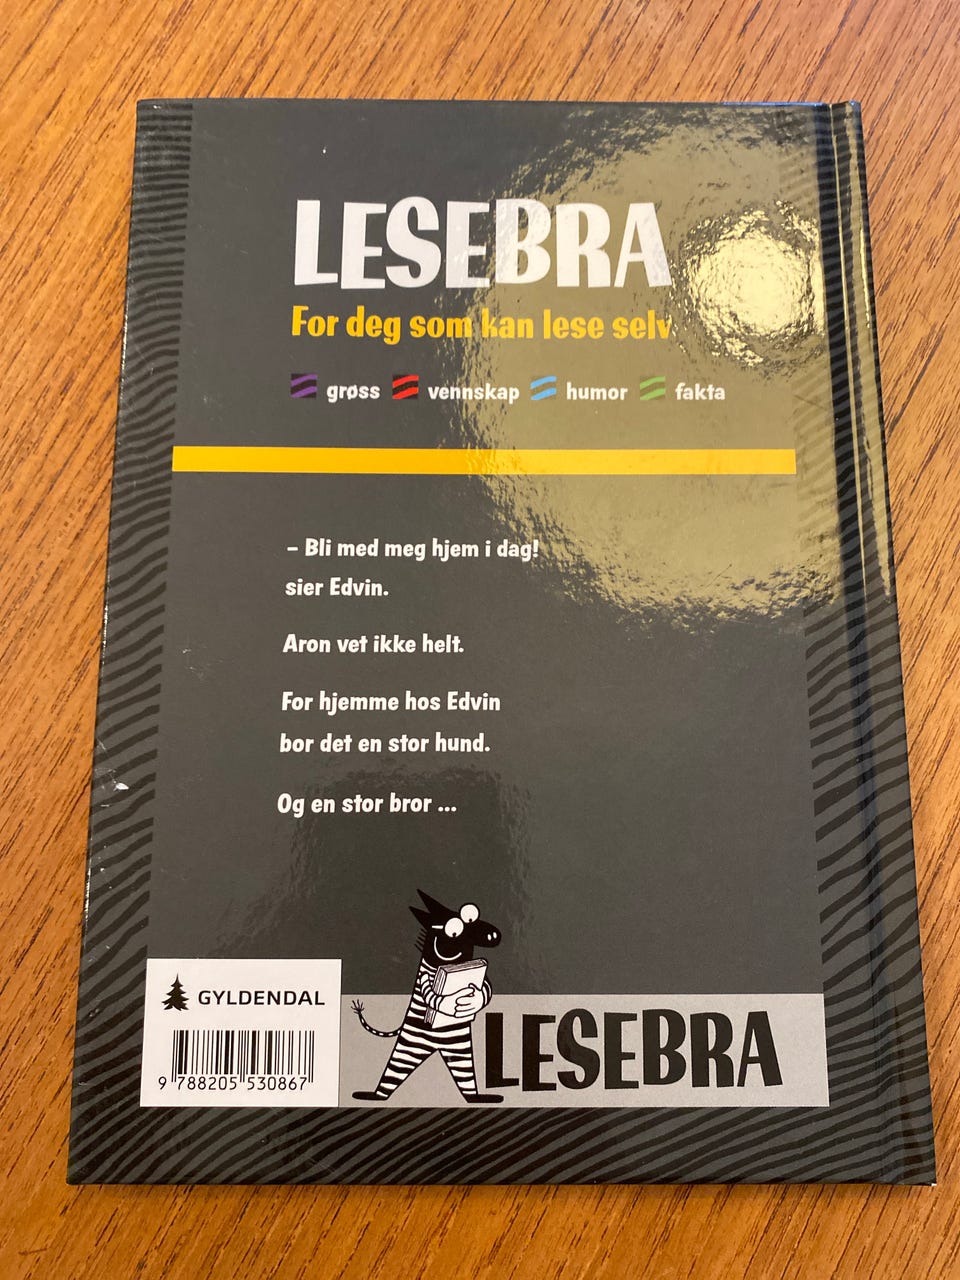 LESEBRA
For deg som kan lese selv
grøss vennskap humor fakta
– Bli med meg hjem i dag!
sier Edvin.
Aron vet ikke helt.
For hjemme hos Edvin
bor det en stor hund.
Og en stor bror ...
GYLDENDAL
9 788205 530867
LESEBRA